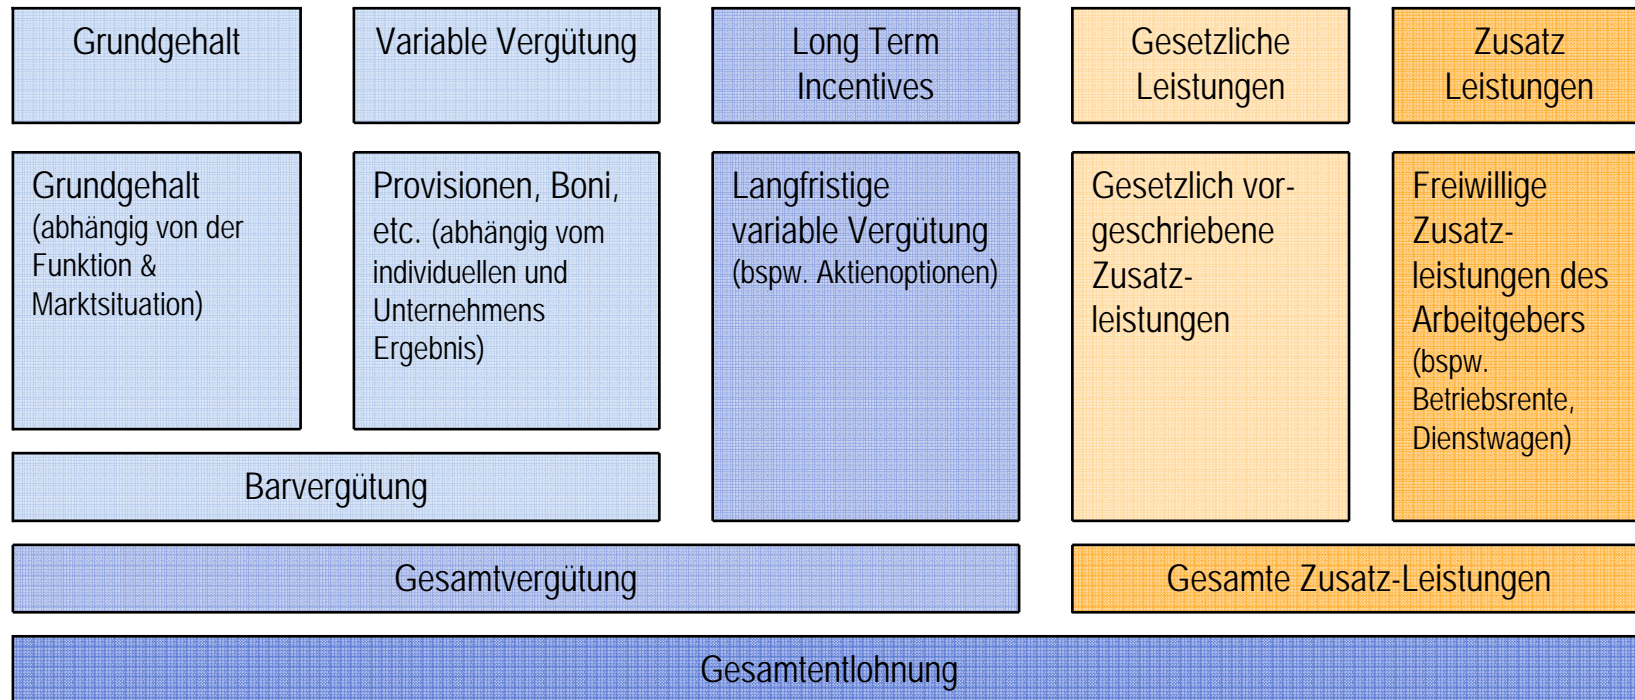 Grundgehalt
Variable Vergütung
Long Term
Incentives
Gesetzliche
Leistungen
Zusatz
Leistungen
Grundgehalt
(abhängig von der
Funktion &
Marktsituation)
Provisionen, Boni,
etc. (abhängig vom
individuellen und
Unternehmens
Ergebnis)
Langfristige
variable Vergütung
(bspw. Aktienoptionen)
Gesetzlich vor-
geschriebene
Zusatz-
leistungen
Freiwillige
Zusatz-
leistungen des
Arbeitgebers
(bspw.
Betriebsrente,
Dienstwagen)
Barvergütung
Gesamtvergütung
Gesamte Zusatz-Leistungen
Gesamtentlohnung